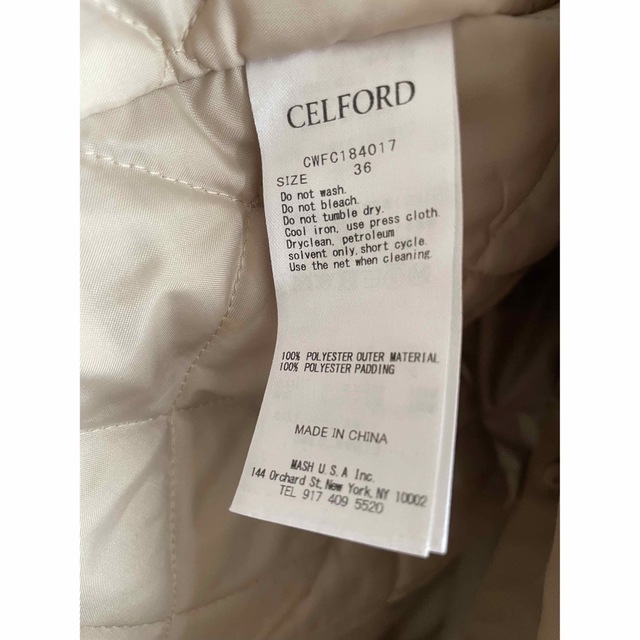 CELFORD
CWFC184017
SIZE 36
Do not wash.
Do not bleach.
Do not tumble dry.
Cool iron, use press cloth.
Dryclean, petroleum
solvent only,short cycle.
Use the net when cleaning.
100% POLYESTER OUTER MATERIAL
100% POLYESTER PADDING
MADE IN CHINA
MASH U.S.A Inc.
144 Orchard St, New York, NY 10002
TEL 917 409 5520